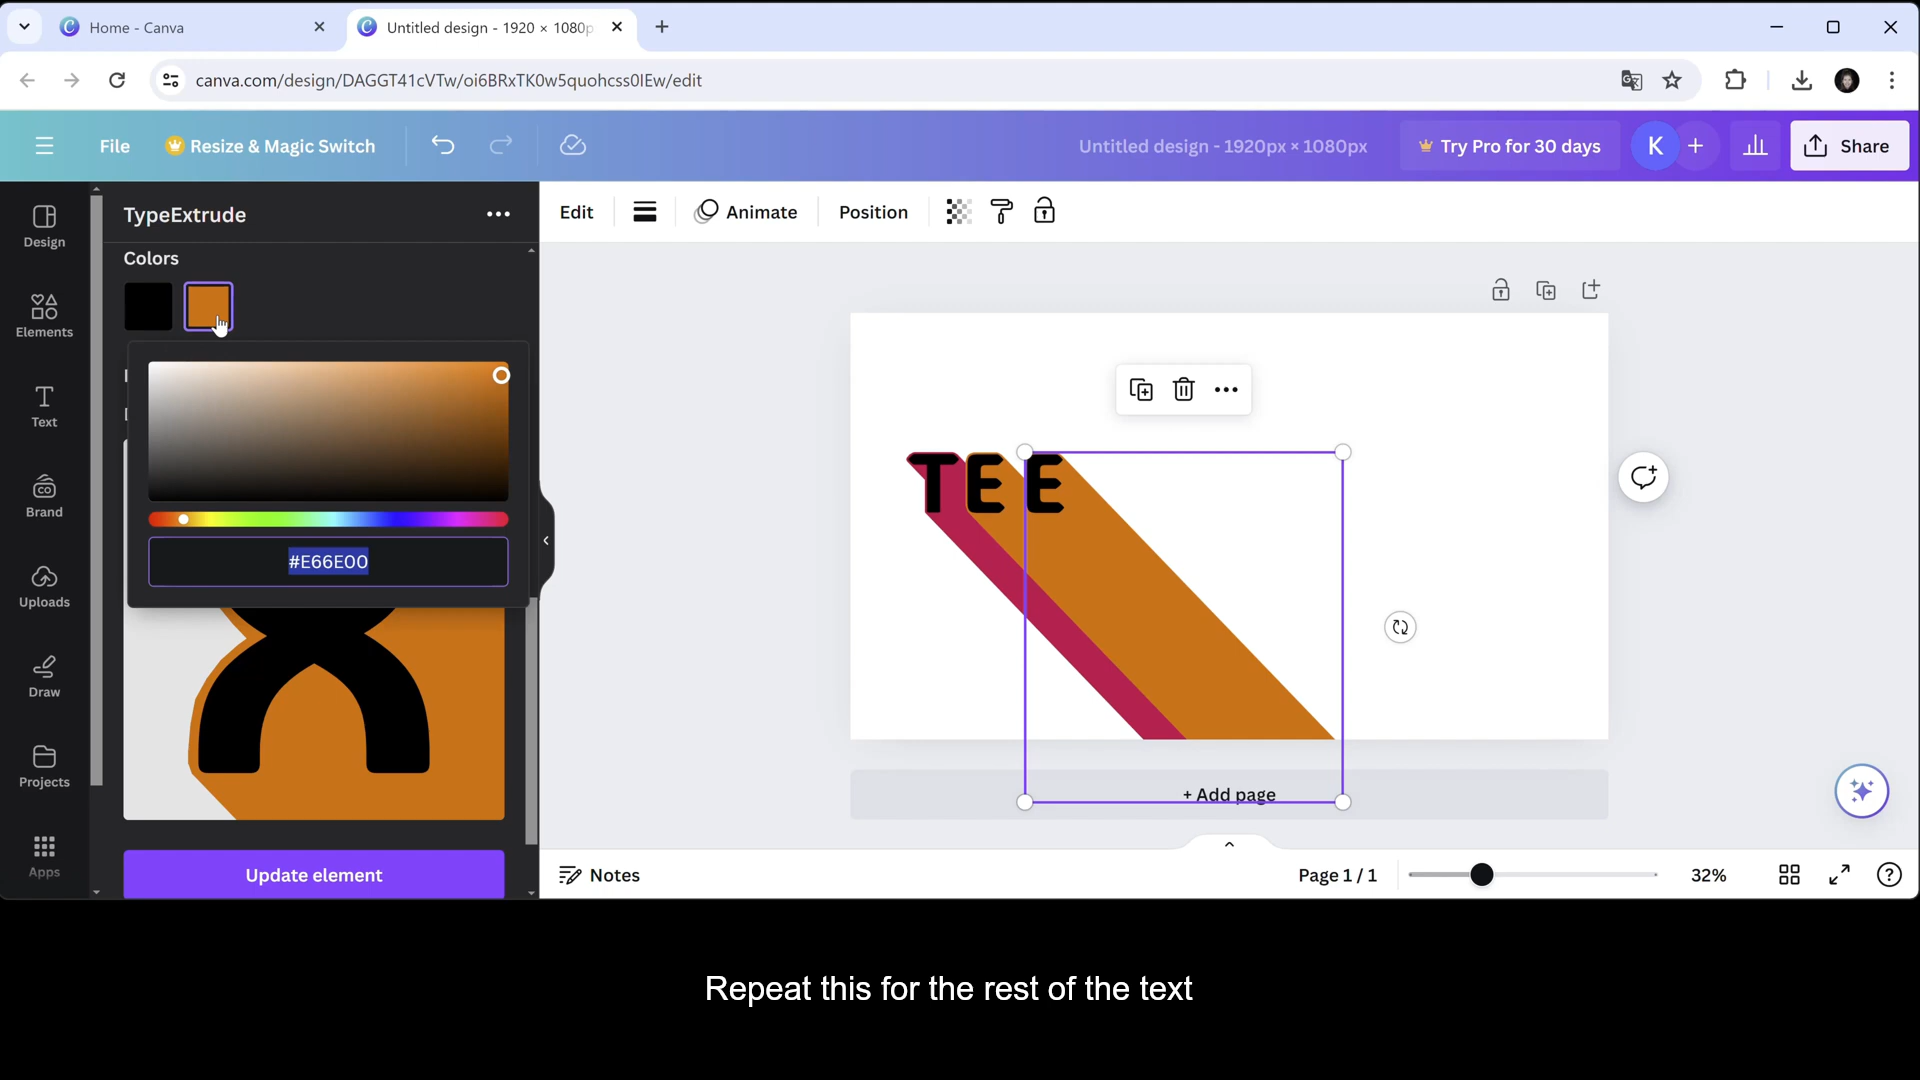 Home - Canva
Untitled design - 1920 × 1080p
canva.com/design/DAGGT41cVTw/oi6BRxTK0w5quohcss0IEw/edit
File
Resize & Magic Switch
Untitled design - 1920px × 1080px
Try Pro for 30 days
K
Share
TypeExtrude
Edit
Animate
Position
Design
Elements
Text
Brand
Uploads
Draw
Projects
Apps
Colors
#E66E00
Update element
TEE
+ Add page
Notes
Page 1 / 1
32%
Repeat this for the rest of the text